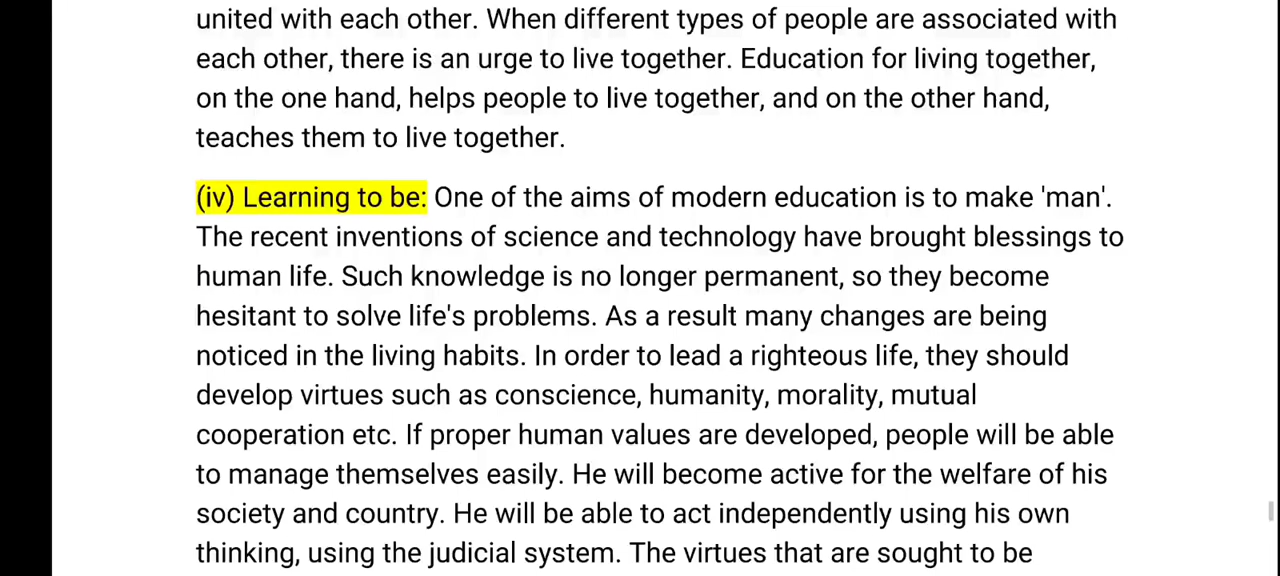 united with each other. When different types of people are associated with
each other, there is an urge to live together. Education for living together,
on the one hand, helps people to live together, and on the other hand,
teaches them to live together.
(iv) Learning to be: One of the aims of modern education is to make 'man'.
The recent inventions of science and technology have brought blessings to
human life. Such knowledge is no longer permanent, so they become
hesitant to solve life's problems. As a result many changes are being
noticed in the living habits. In order to lead a righteous life, they should
develop virtues such as conscience, humanity, morality, mutual
cooperation etc. If proper human values are developed, people will be able
to manage themselves easily. He will become active for the welfare of his
society and country. He will be able to act independently using his own
thinking, using the judicial system. The virtues that are sought to be